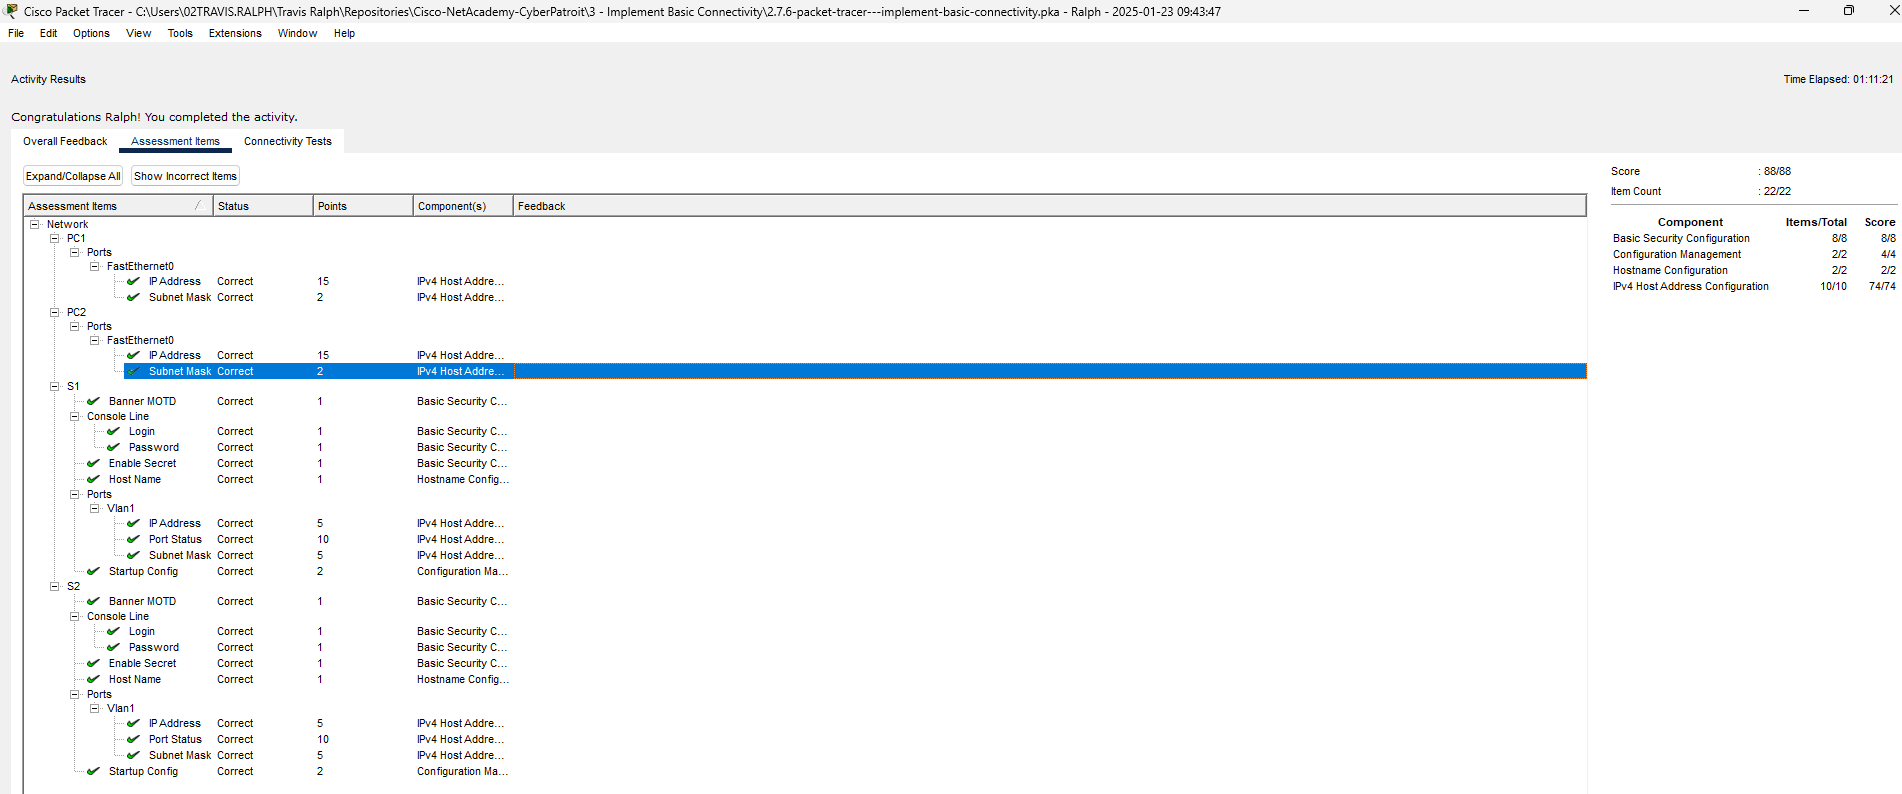 Cisco Packet Tracer - C:\Users\02TRAVIS.RALPH\Travis Ralph\Repositories\Cisco-NetAcademy-CyberPatroit\3 - Implement Basic Connectivity\2.7.6-packet-tracer---implement-basic-connectivity.pka - Ralph - 2025-01-23 09:43:47
File Edit Options View Tools Extensions Window Help
Activity Results Time Elapsed: 01:11:21
Congratulations Ralph! You completed the activity.
Overall Feedback Assessment Items Connectivity Tests
Expand/Collapse All Show Incorrect Items
Assessment Items Status Points Component(s) Feedback
Network
PC1
Ports
FastEthernet0
IP Address Correct 15 IPv4 Host Addre...
Subnet Mask Correct 2 IPv4 Host Addre...
PC2
Ports
FastEthernet0
IP Address Correct 15 IPv4 Host Addre...
Subnet Mask Correct 2 IPv4 Host Addre...
S1
Banner MOTD Correct 1 Basic Security C...
Console Line
Login Correct 1 Basic Security C...
Password Correct 1 Basic Security C...
Enable Secret Correct 1 Basic Security C...
Host Name Correct 1 Hostname Config...
Ports
Vlan1
IP Address Correct 5 IPv4 Host Addre...
Port Status Correct 10 IPv4 Host Addre...
Subnet Mask Correct 5 IPv4 Host Addre...
Startup Config Correct 2 Configuration Ma...
S2
Banner MOTD Correct 1 Basic Security C...
Console Line
Login Correct 1 Basic Security C...
Password Correct 1 Basic Security C...
Enable Secret Correct 1 Basic Security C...
Host Name Correct 1 Hostname Config...
Ports
Vlan1
IP Address Correct 5 IPv4 Host Addre...
Port Status Correct 10 IPv4 Host Addre...
Subnet Mask Correct 5 IPv4 Host Addre...
Startup Config Correct 2 Configuration Ma...
Score : 88/88
Item Count : 22/22
Component Items/Total Score
Basic Security Configuration 8/8 8/8
Configuration Management 2/2 4/4
Hostname Configuration 2/2 2/2
IPv4 Host Address Configuration 10/10 74/74